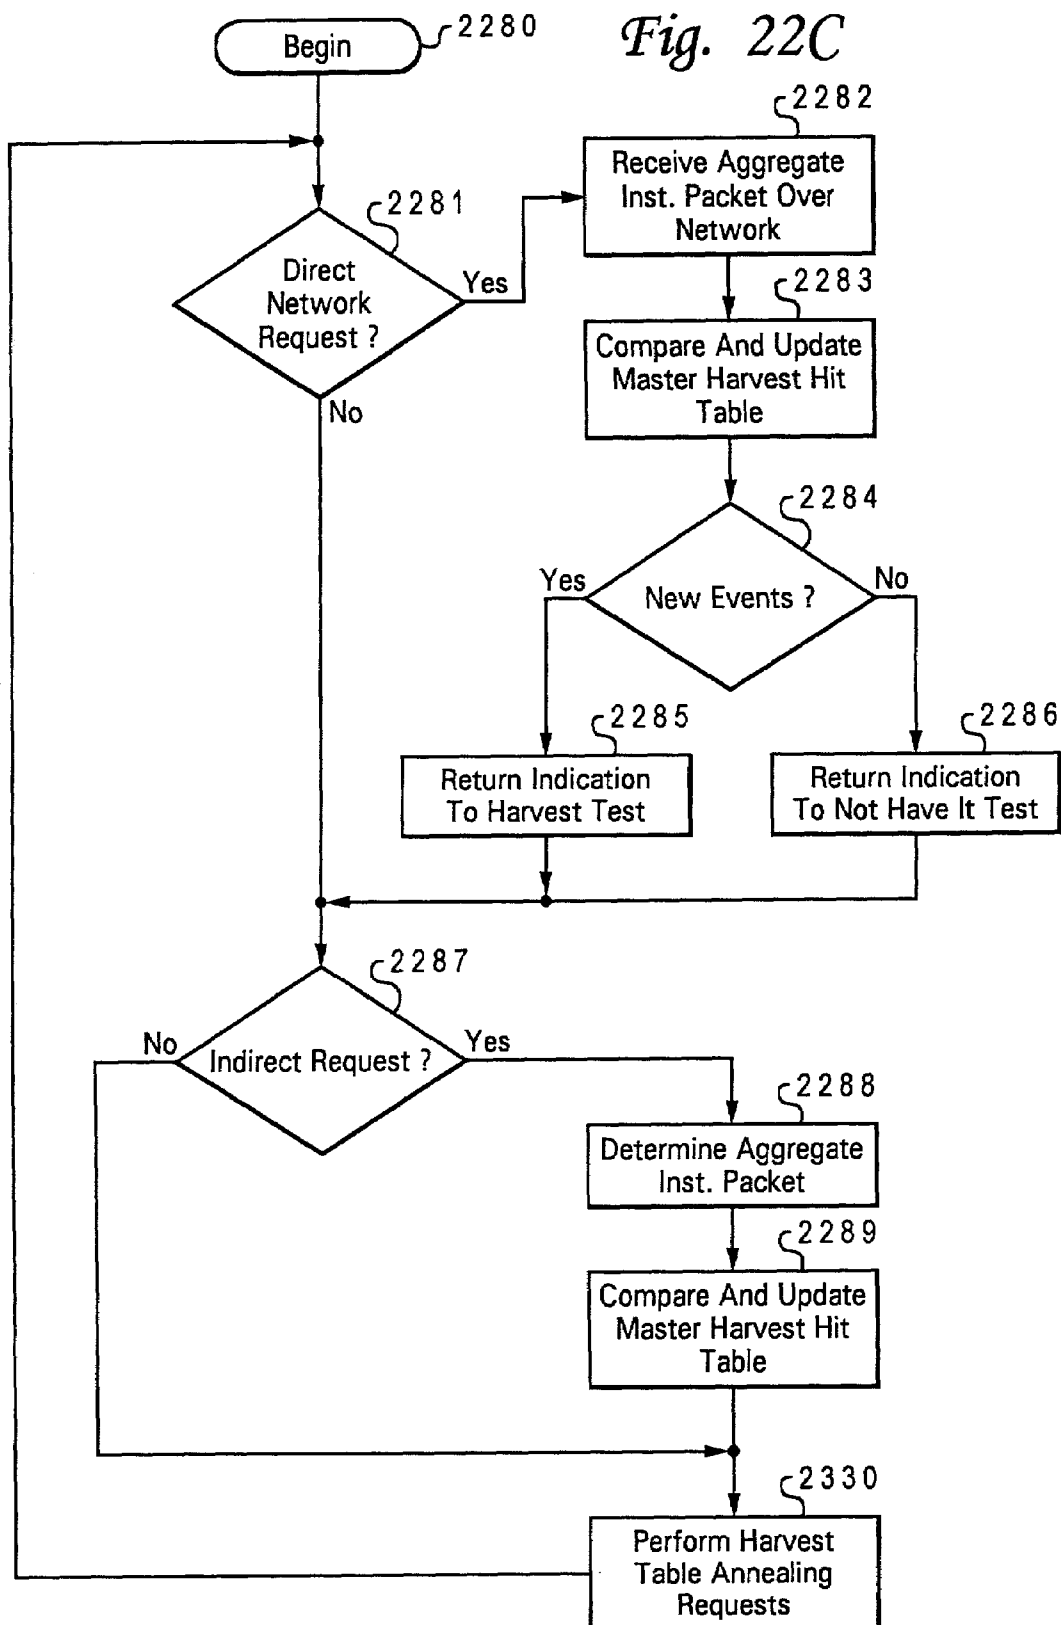 Fig. 22C
Begin
2280
2281
Direct
Network
Request ?
Yes
No
2282
Receive Aggregate
Inst. Packet Over
Network
2283
Compare And Update
Master Harvest Hit
Table
2284
New Events ?
Yes
No
2285
Return Indication
To Harvest Test
2286
Return Indication
To Not Have It Test
2287
Indirect Request ?
No
Yes
2288
Determine Aggregate
Inst. Packet
2289
Compare And Update
Master Harvest Hit
Table
2330
Perform Harvest
Table Annealing
Requests